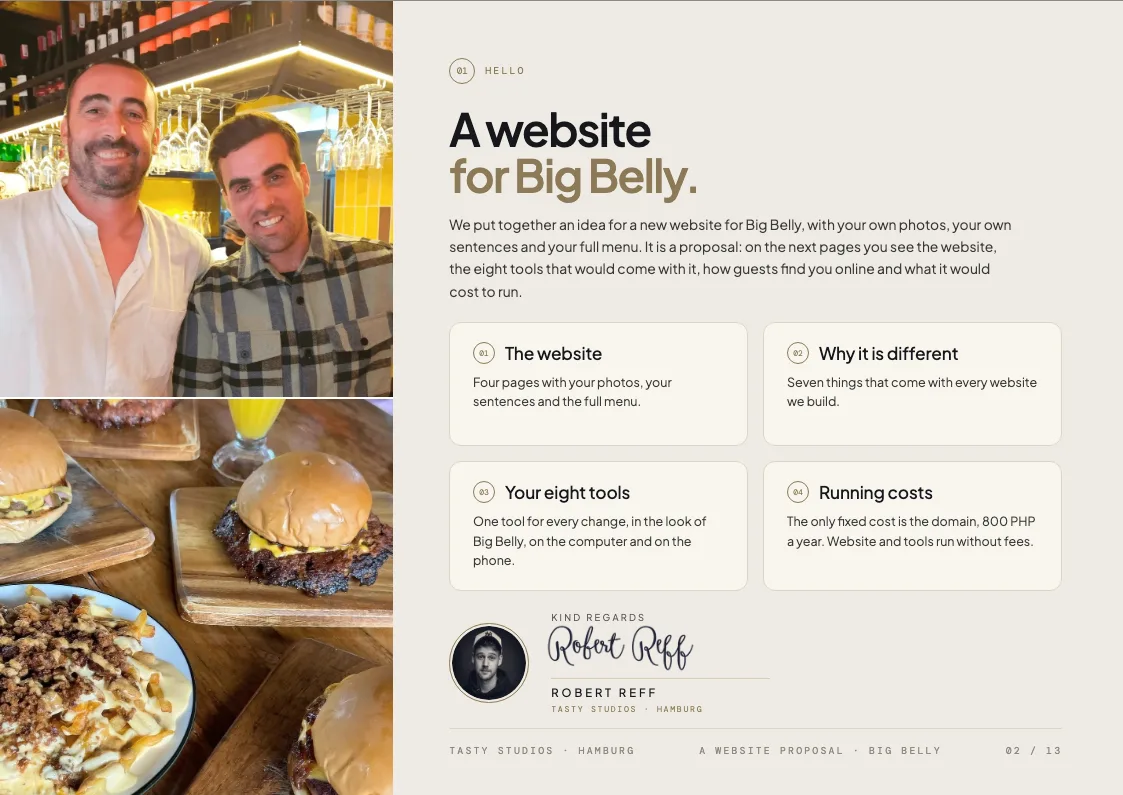 01 HELLO
A website
for Big Belly.
We put together an idea for a new website for Big Belly, with your own photos, your own
sentences and your full menu. It is a proposal: on the next pages you see the website,
the eight tools that would come with it, how guests find you online and what it would
cost to run.
01 The website
Four pages with your photos, your
sentences and the full menu.
02 Why it is different
Seven things that come with every website
we build.
03 Your eight tools
One tool for every change, in the look of
Big Belly, on the computer and on the
phone.
04 Running costs
The only fixed cost is the domain, 800 PHP
a year. Website and tools run without fees.
KIND REGARDS
Robert Reff
ROBERT REFF
TASTY STUDIOS · HAMBURG
TASTY STUDIOS · HAMBURG
A WEBSITE PROPOSAL · BIG BELLY
02 / 13